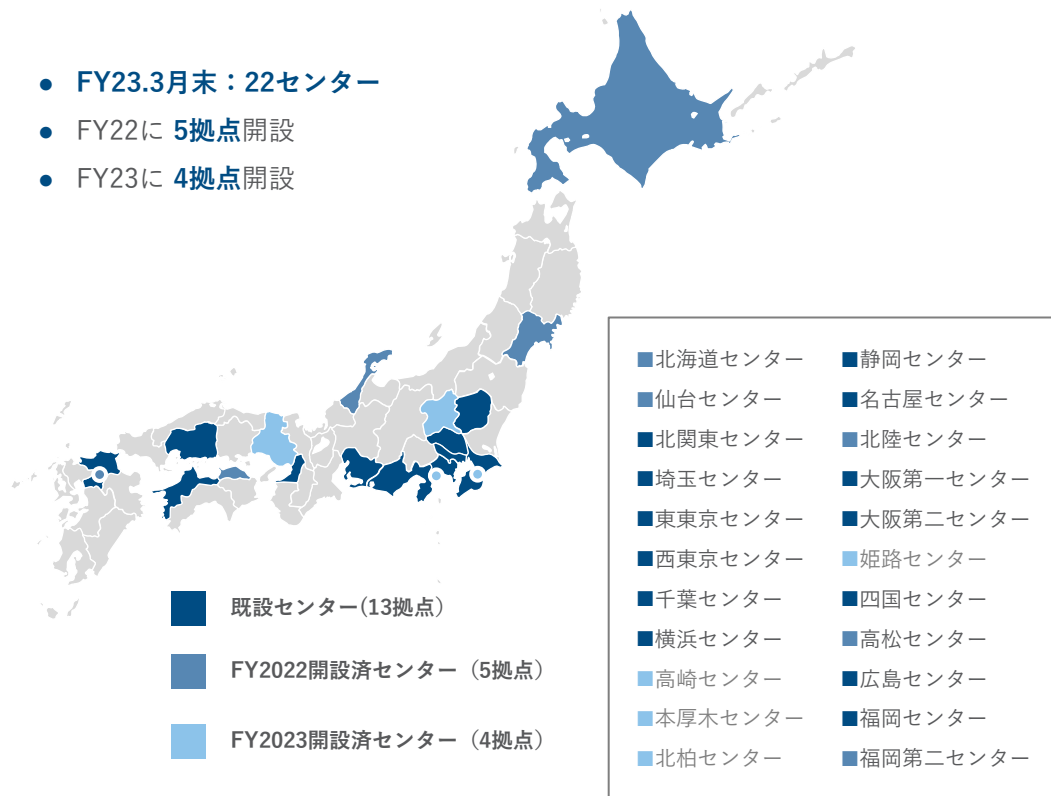 ● FY23.3月末：22センター
● FY22に 5拠点開設
● FY23に 4拠点開設
既設センター(13拠点）
FY2022開設済センター（5拠点）
FY2023開設済センター（4拠点）
■北海道センター
■仙台センター
■北関東センター
■埼玉センター
■東東京センター
■西東京センター
■千葉センター
■横浜センター
■高崎センター
■本厚木センター
■北柏センター
■静岡センター
■名古屋センター
■北陸センター
■大阪第一センター
■大阪第二センター
■姫路センター
■四国センター
■高松センター
■広島センター
■福岡センター
■福岡第二センター